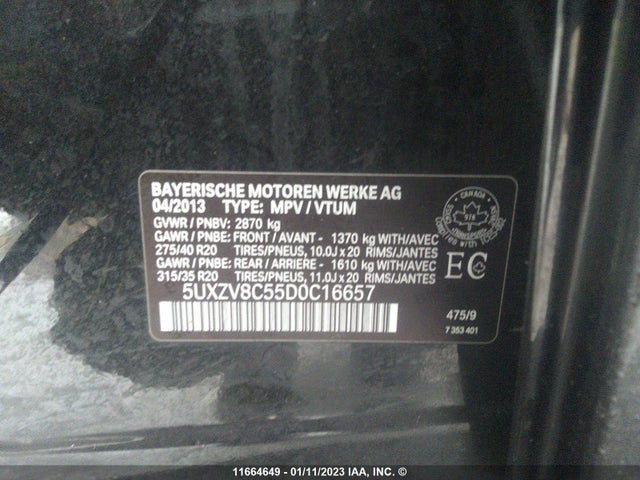 BAYERISCHE MOTOREN WERKE AG
04/2013 TYPE: MPV / VTUM
GVWR / PNBV: 2870 kg
GAWR / PNBE: FRONT / AVANT - 1370 kg WITH/AVEC
275/40 R20 TIRES/PNEUS, 10.0J x 20 RIMS/JANTES
GAWR / PNBE: REAR / ARRIERE - 1610 kg WITH/AVEC
315/35 R20 TIRES/PNEUS, 11.0J x 20 RIMS/JANTES
5UXZV8C55D0C16657
CANADA
EC
475/9
7 353 401
11664649 - 01/11/2023 IAA, INC. ©